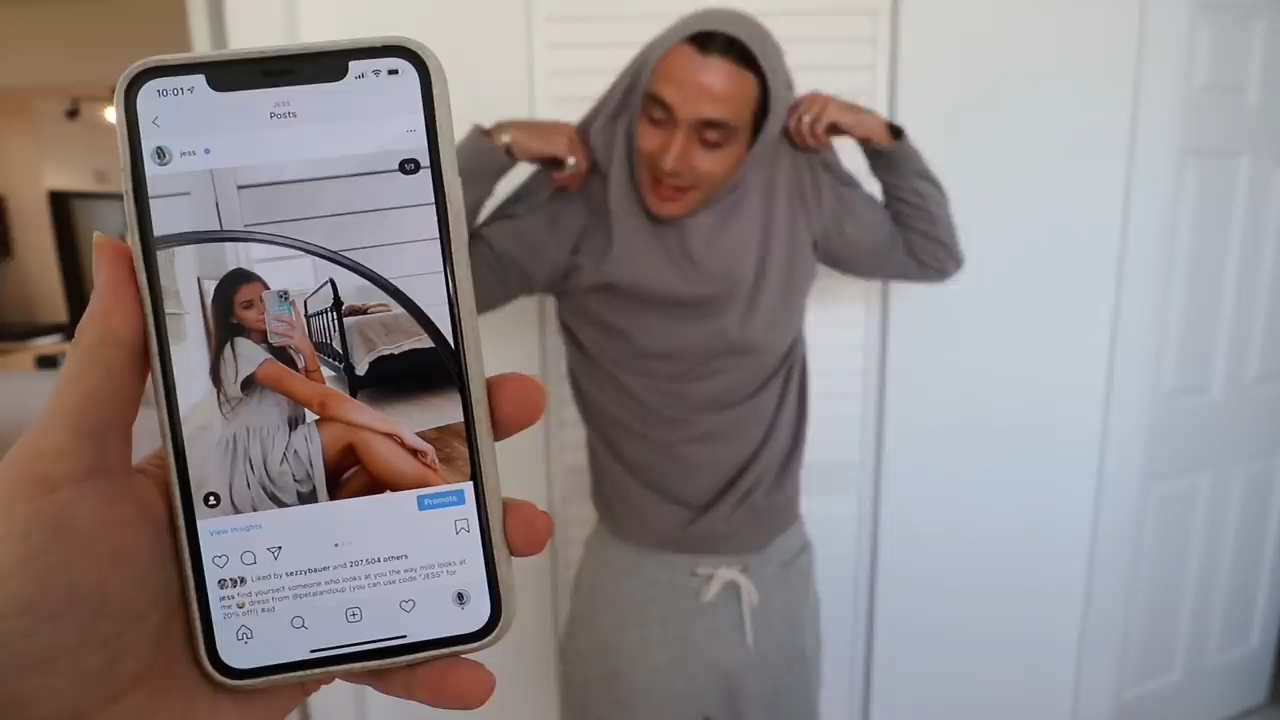 10:01
JESS
Posts
jess
1/3
Promote
View Insights
Liked by sezzybauer and 207,504 others
jess find yourself someone who looks at you the way milo looks at
me 😂 dress from @petalandpup (you can use code "JESS" for
20% off!) #ad